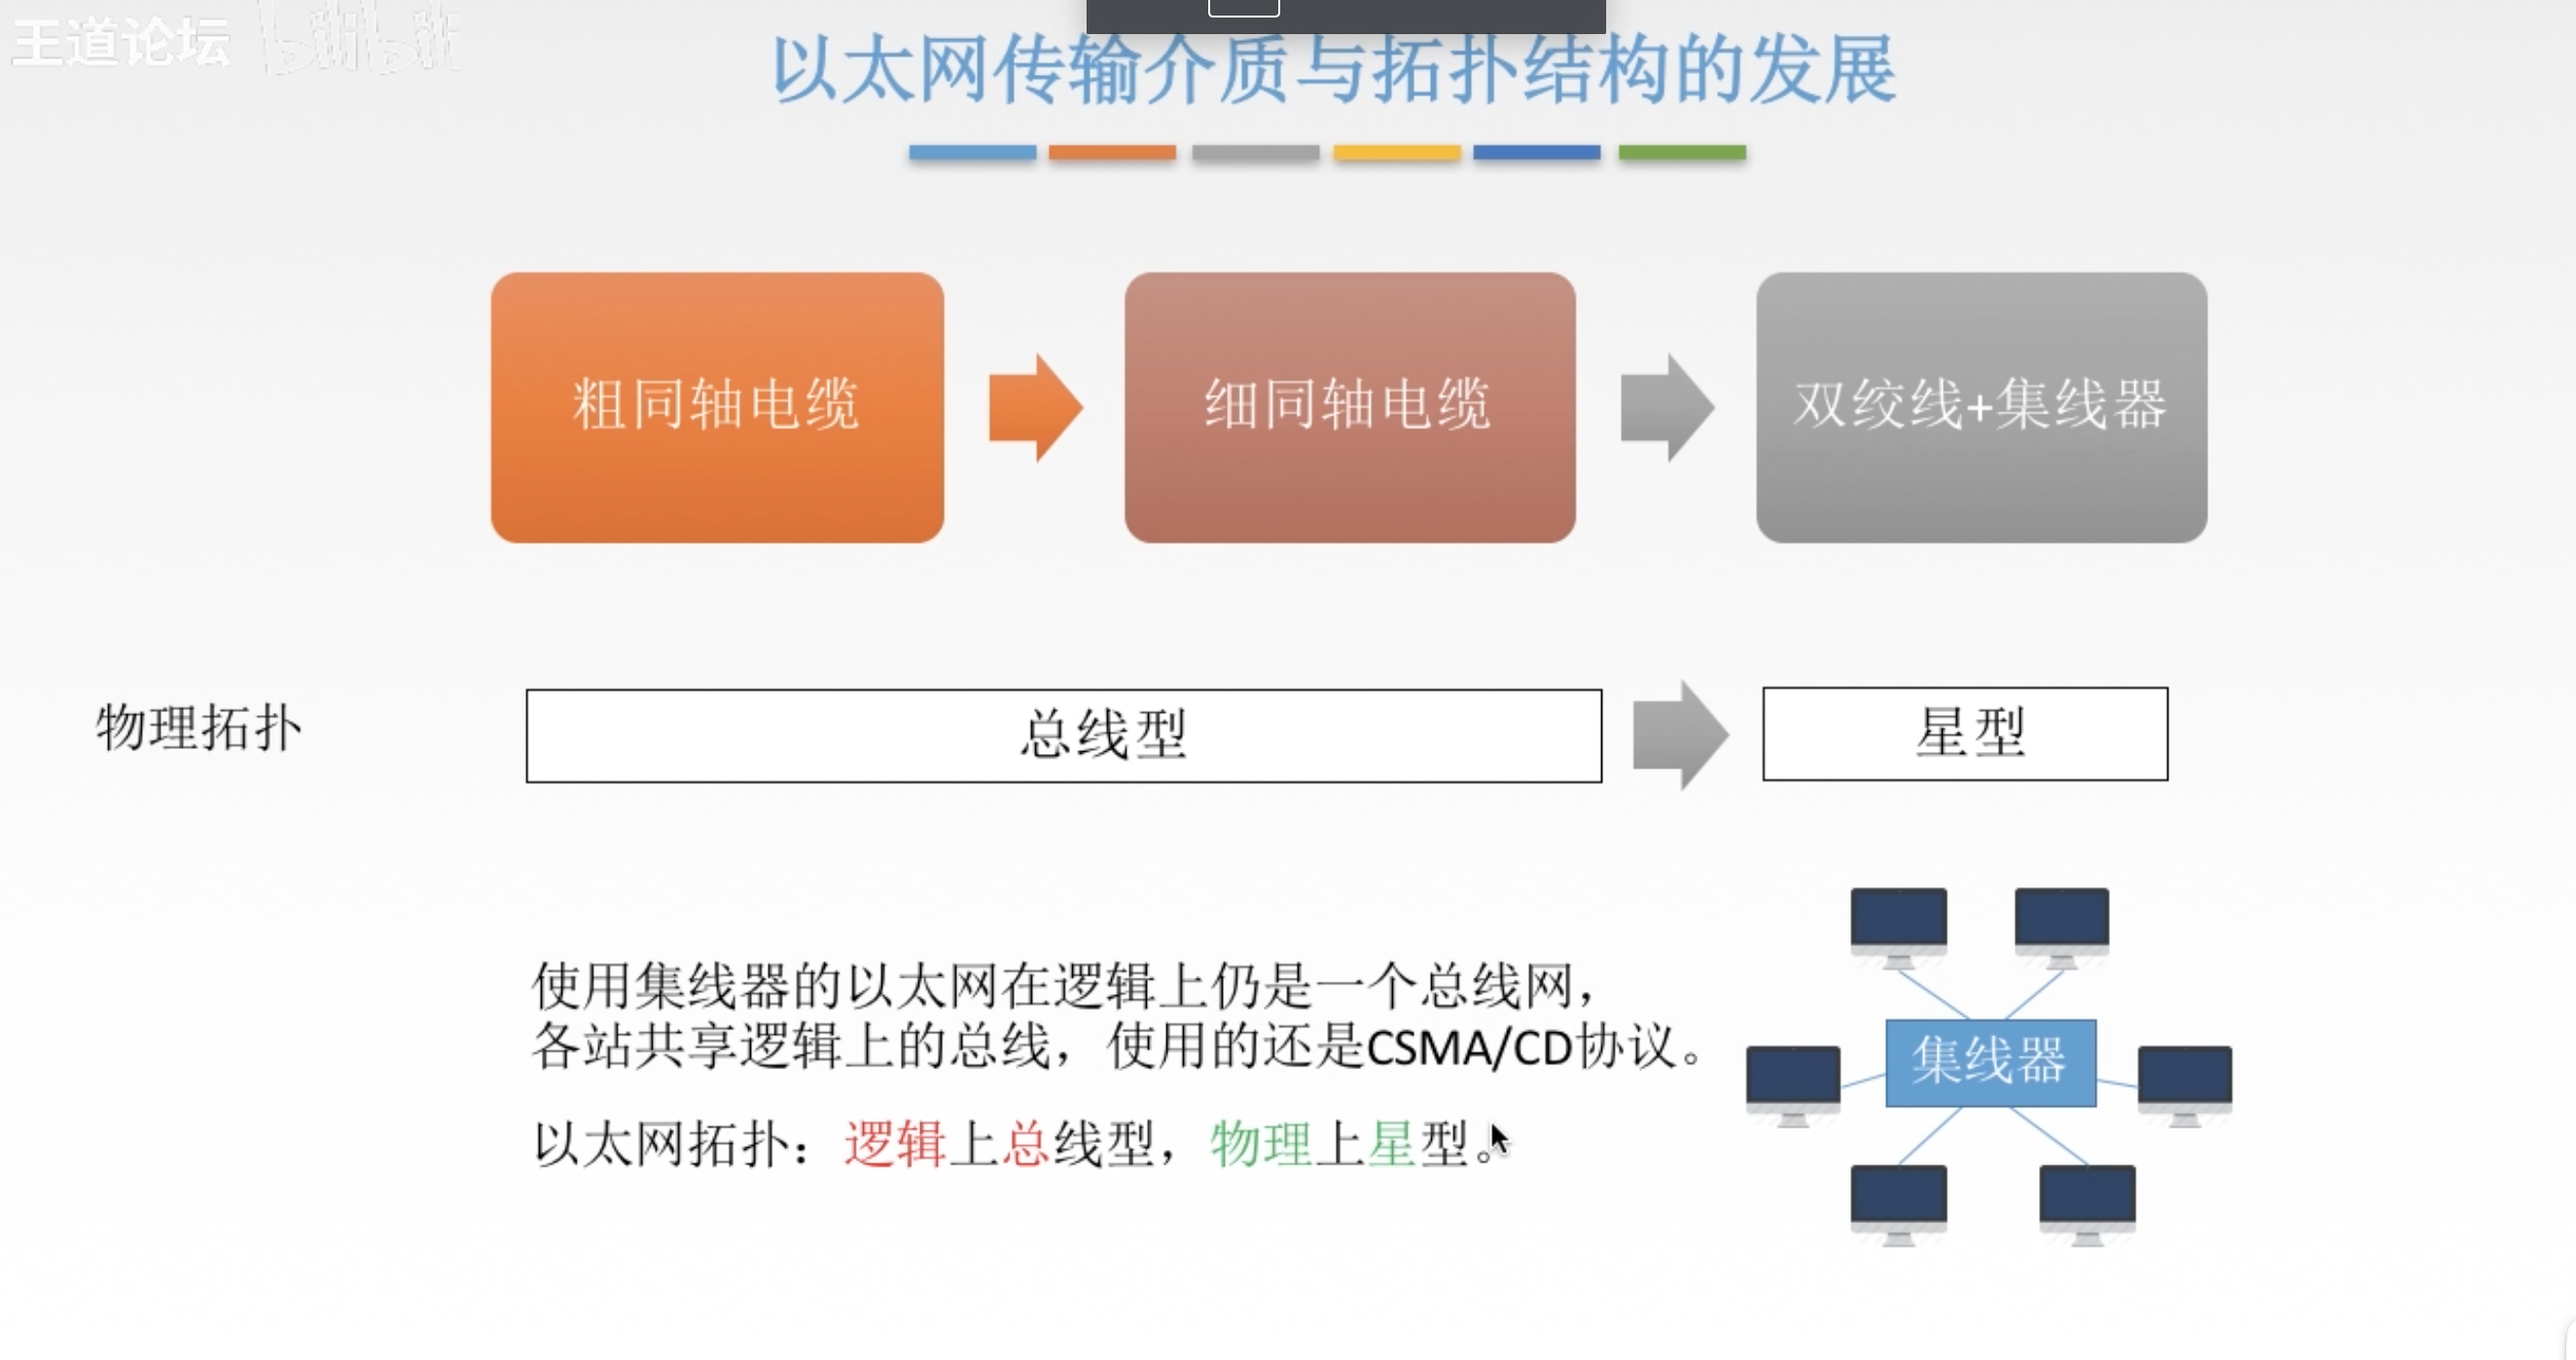 王道论坛 bilibili
以太网传输介质与拓扑结构的发展
粗同轴电缆
细同轴电缆
双绞线+集线器
物理拓扑
总线型
星型
使用集线器的以太网在逻辑上仍是一个总线网，
各站共享逻辑上的总线，使用的还是CSMA/CD协议。
以太网拓扑：逻辑上总线型，物理上星型。
集线器